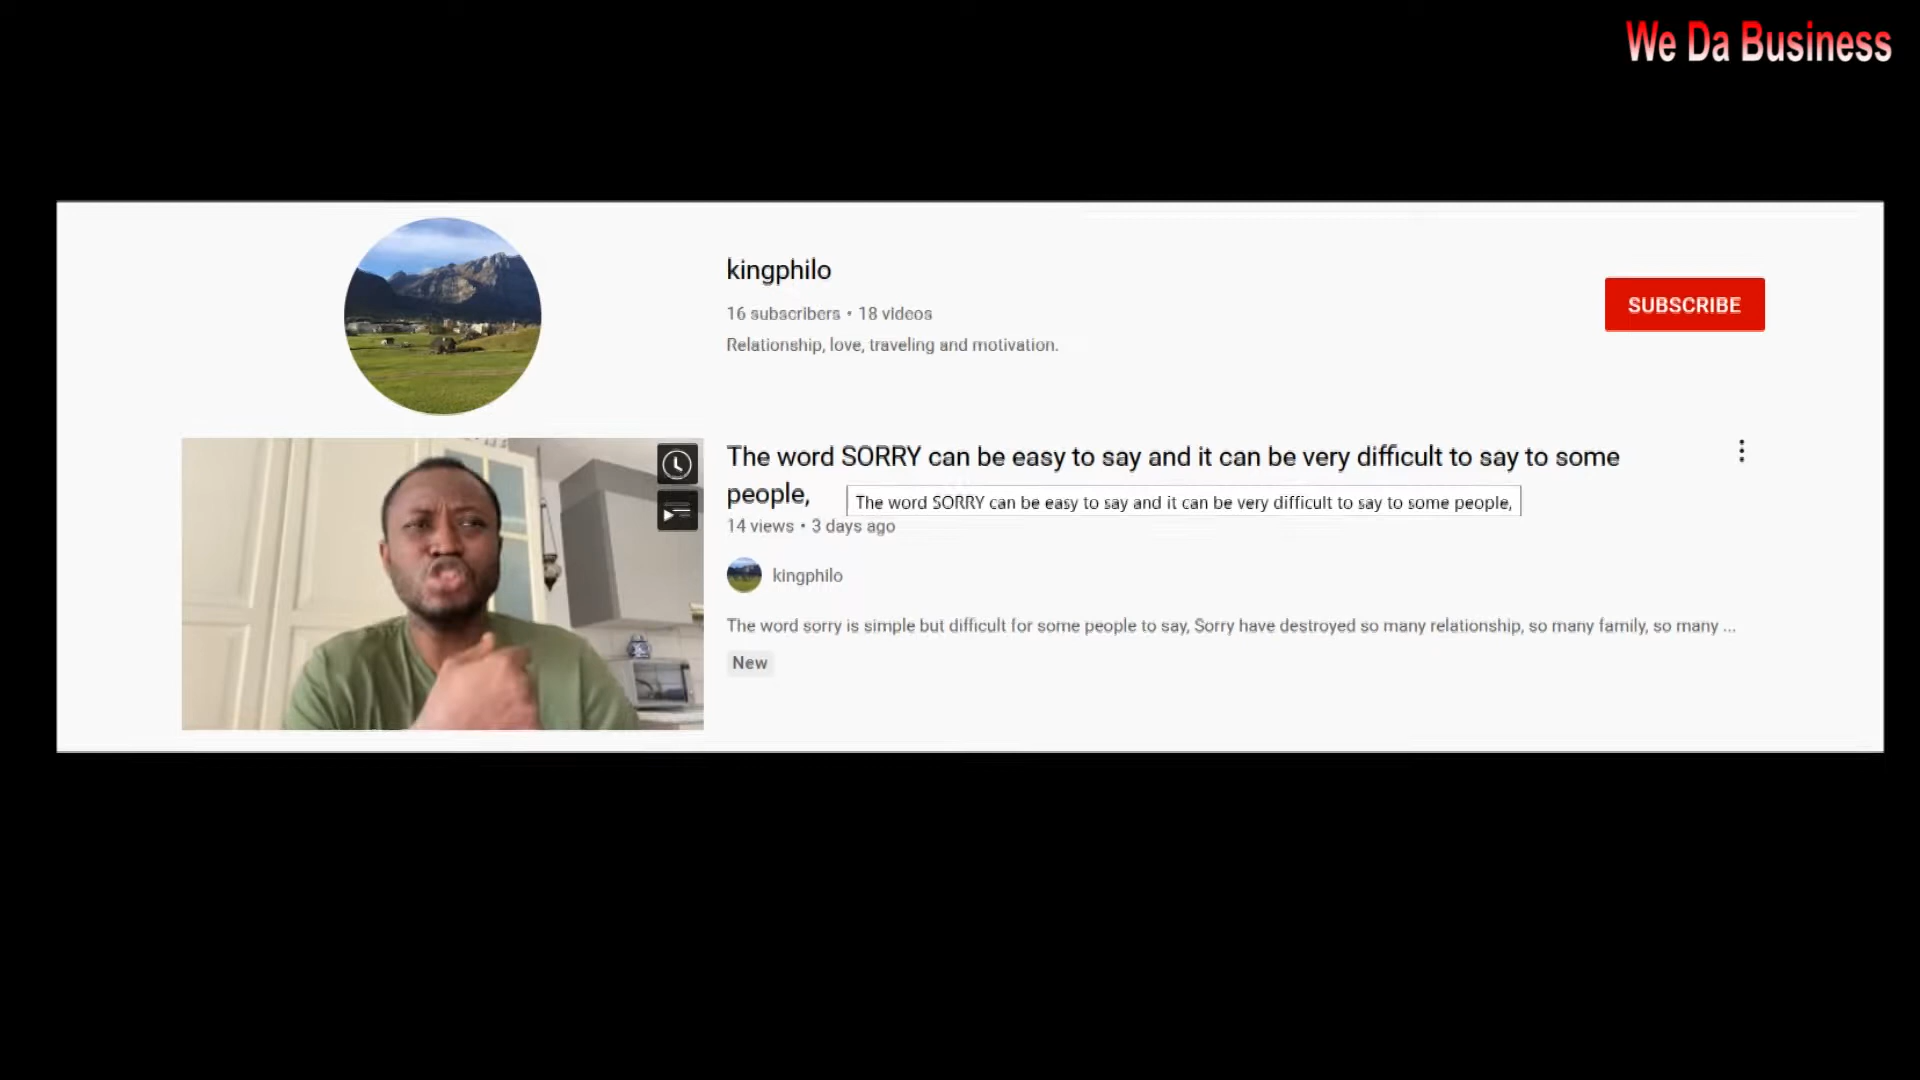 We Da Business
kingphilo
16 subscribers • 18 videos
SUBSCRIBE
Relationship, love, traveling and motivation.
The word SORRY can be easy to say and it can be very difficult to say to some
people,
The word SORRY can be easy to say and it can be very difficult to say to some people,
14 views • 3 days ago
kingphilo
The word sorry is simple but difficult for some people to say, Sorry have destroyed so many relationship, so many family, so many ...
New